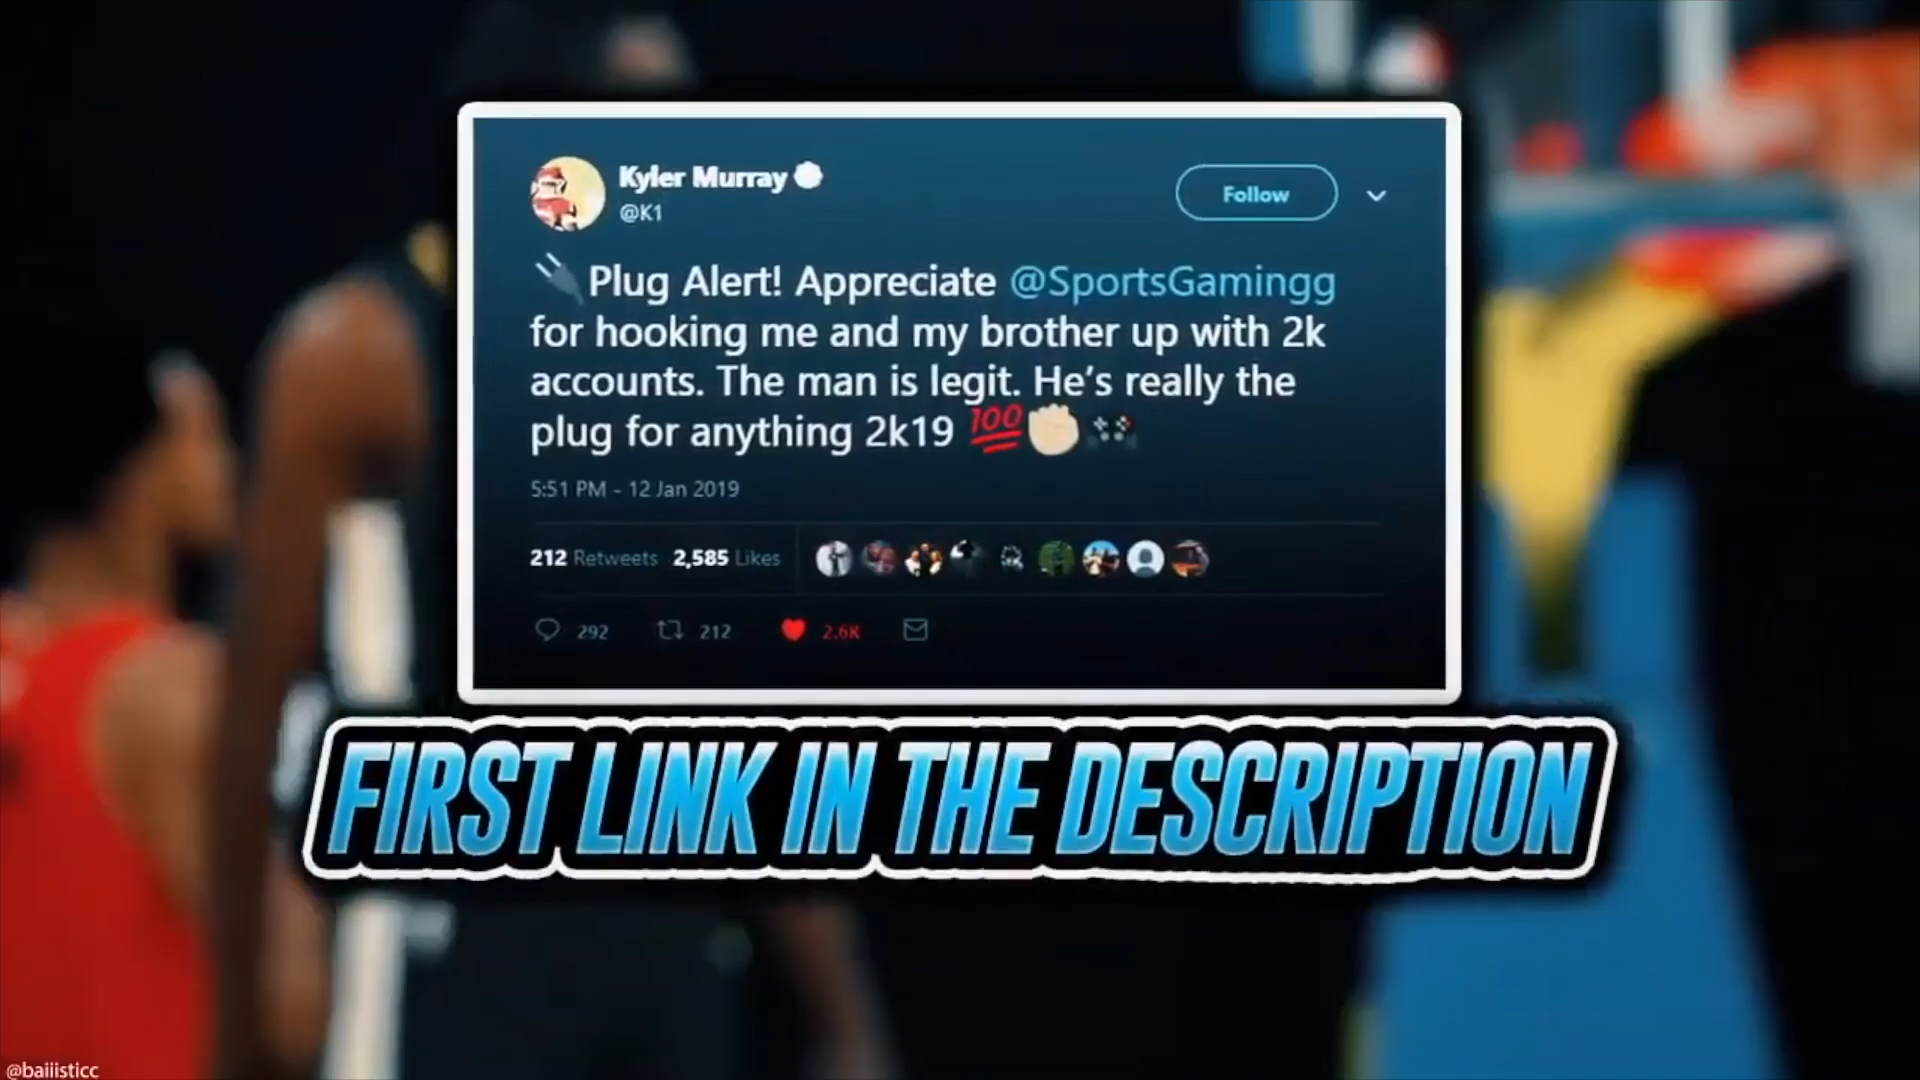 Kyler Murray
@K1
Follow
Plug Alert! Appreciate @SportsGamingg
for hooking me and my brother up with 2k
accounts. The man is legit. He's really the
plug for anything 2k19 💯✊🏼🎮
5:51 PM - 12 Jan 2019
212 Retweets 2,585 Likes
292 212 2.6K
FIRST LINK IN THE DESCRIPTION
@baiiisticc